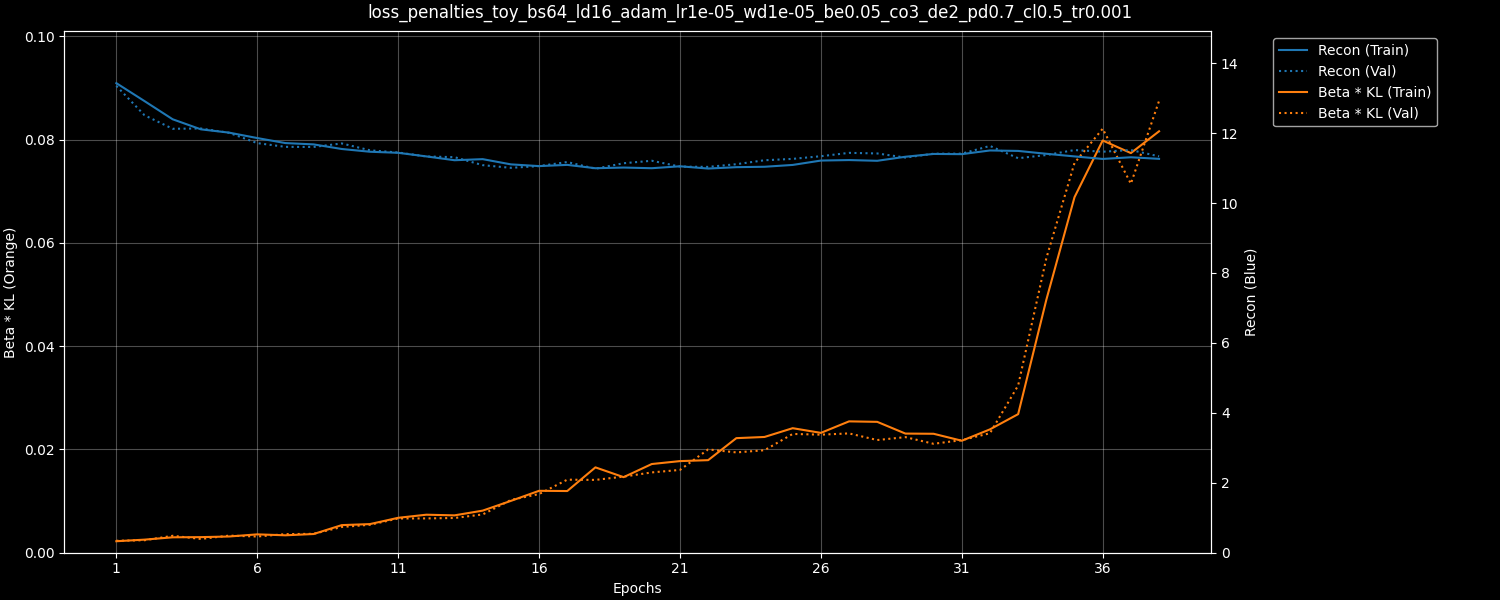 loss_penalties_toy_bs64_ld16_adam_lr1e-05_wd1e-05_be0.05_co3_de2_pd0.7_cl0.5_tr0.001
Beta * KL (Orange)
0.10
0.08
0.06
0.04
0.02
0.00
1 6 11 16 21 26 31 36
Epochs
14
12
10
8
6
4
2
0
Recon (Blue)
Recon (Train)
Recon (Val)
Beta * KL (Train)
Beta * KL (Val)